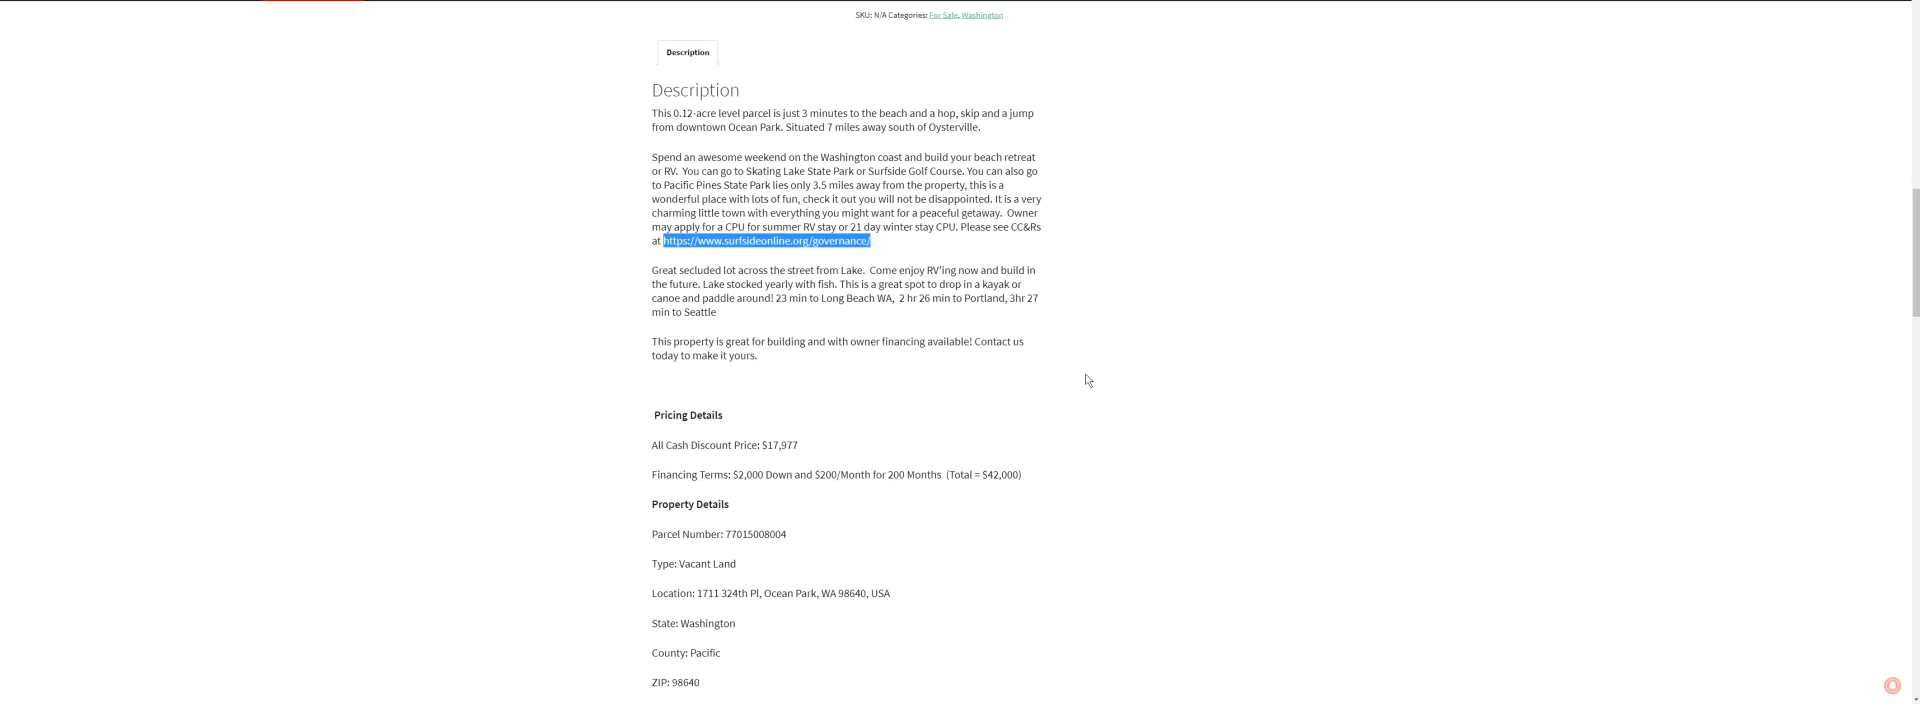 SKU: N/A Categories: For Sale, Washington
Description
Description
This 0.12-acre level parcel is just 3 minutes to the beach and a hop, skip and a jump
from downtown Ocean Park. Situated 7 miles away south of Oysterville.
Spend an awesome weekend on the Washington coast and build your beach retreat
or RV.  You can go to Skating Lake State Park or Surfside Golf Course. You can also go
to Pacific Pines State Park lies only 3.5 miles away from the property, this is a
wonderful place with lots of fun, check it out you will not be disappointed. It is a very
charming little town with everything you might want for a peaceful getaway.  Owner
may apply for a CPU for summer RV stay or 21 day winter stay CPU. Please see CC&Rs
at https://www.surfsideonline.org/governance/
Great secluded lot across the street from Lake.  Come enjoy RV'ing now and build in
the future. Lake stocked yearly with fish. This is a great spot to drop in a kayak or
canoe and paddle around! 23 min to Long Beach WA,  2 hr 26 min to Portland, 3hr 27
min to Seattle
This property is great for building and with owner financing available! Contact us
today to make it yours.
Pricing Details
All Cash Discount Price: $17,977
Financing Terms: $2,000 Down and $200/Month for 200 Months  (Total = $42,000)
Property Details
Parcel Number: 77015008004
Type: Vacant Land
Location: 1711 324th Pl, Ocean Park, WA 98640, USA
State: Washington
County: Pacific
ZIP: 98640